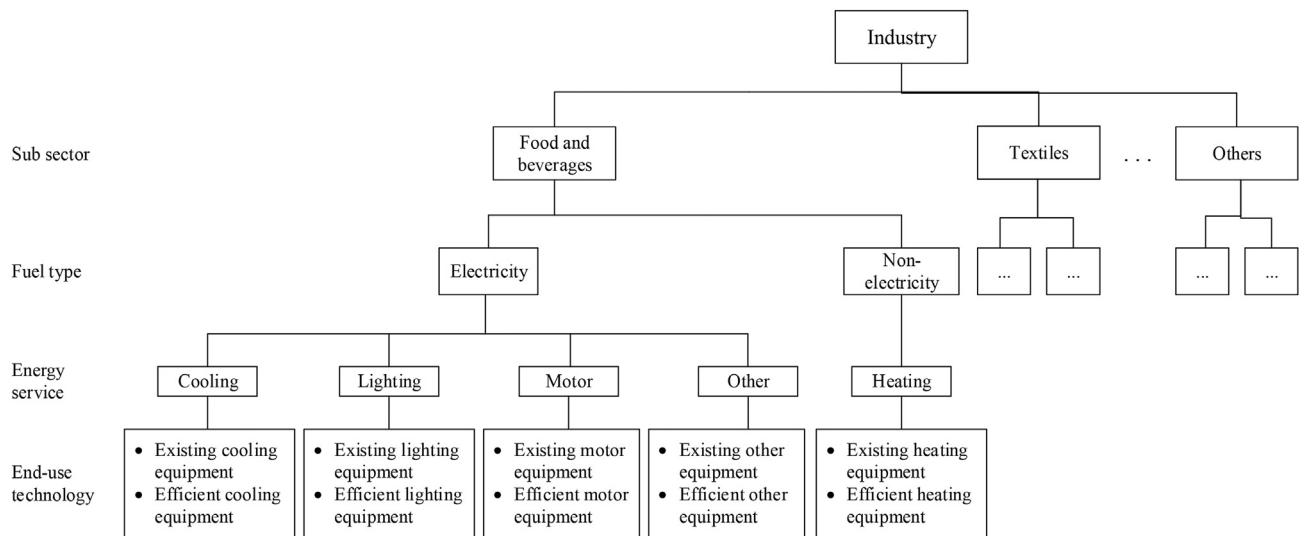 Industry
Sub sector
Food and
beverages
Textiles
. . .
Others
Fuel type
Electricity
Non-
electricity
...
...
...
...
Energy
service
Cooling
Lighting
Motor
Other
Heating
End-use
technology
• Existing cooling
equipment
• Efficient cooling
equipment
• Existing lighting
equipment
• Efficient lighting
equipment
• Existing motor
equipment
• Efficient motor
equipment
• Existing other
equipment
• Efficient other
equipment
• Existing heating
equipment
• Efficient heating
equipment